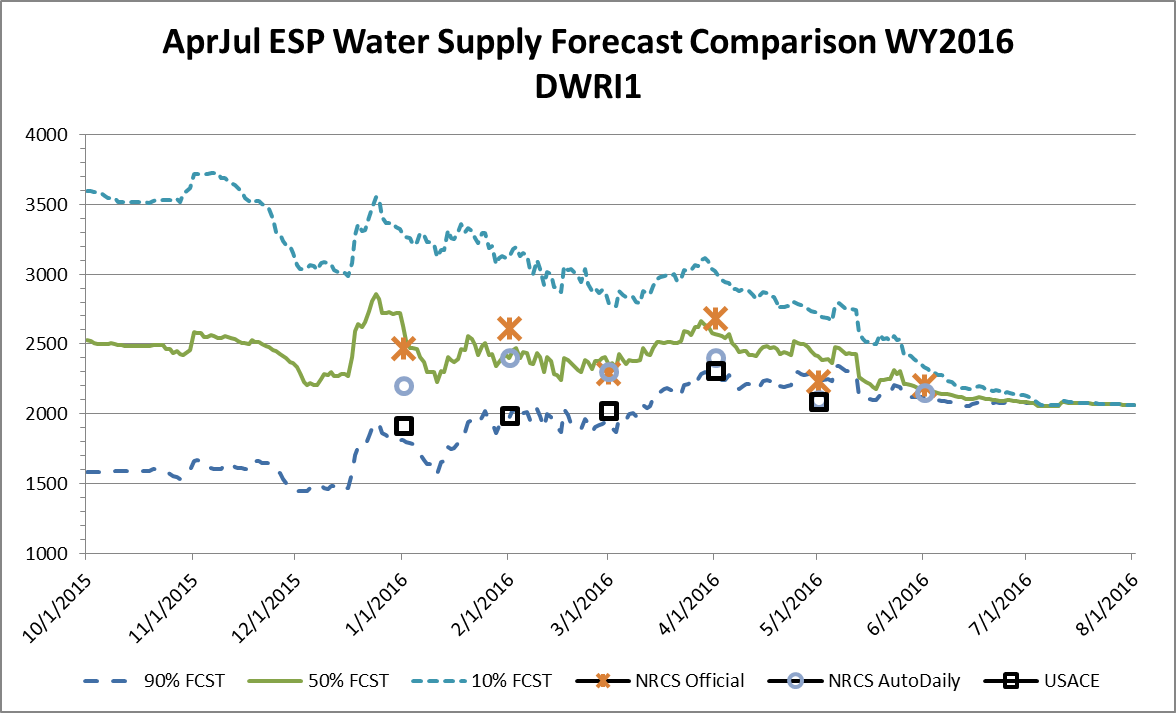 AprJul ESP Water Supply Forecast Comparison WY2016
DWRI1
4000
3500
3000
2500
2000
1500
1000
10/1/2015
11/1/2015
12/1/2015
1/1/2016
2/1/2016
3/1/2016
4/1/2016
5/1/2016
6/1/2016
7/1/2016
8/1/2016
90% FCST
50% FCST
10% FCST
NRCS Official
NRCS AutoDaily
USACE